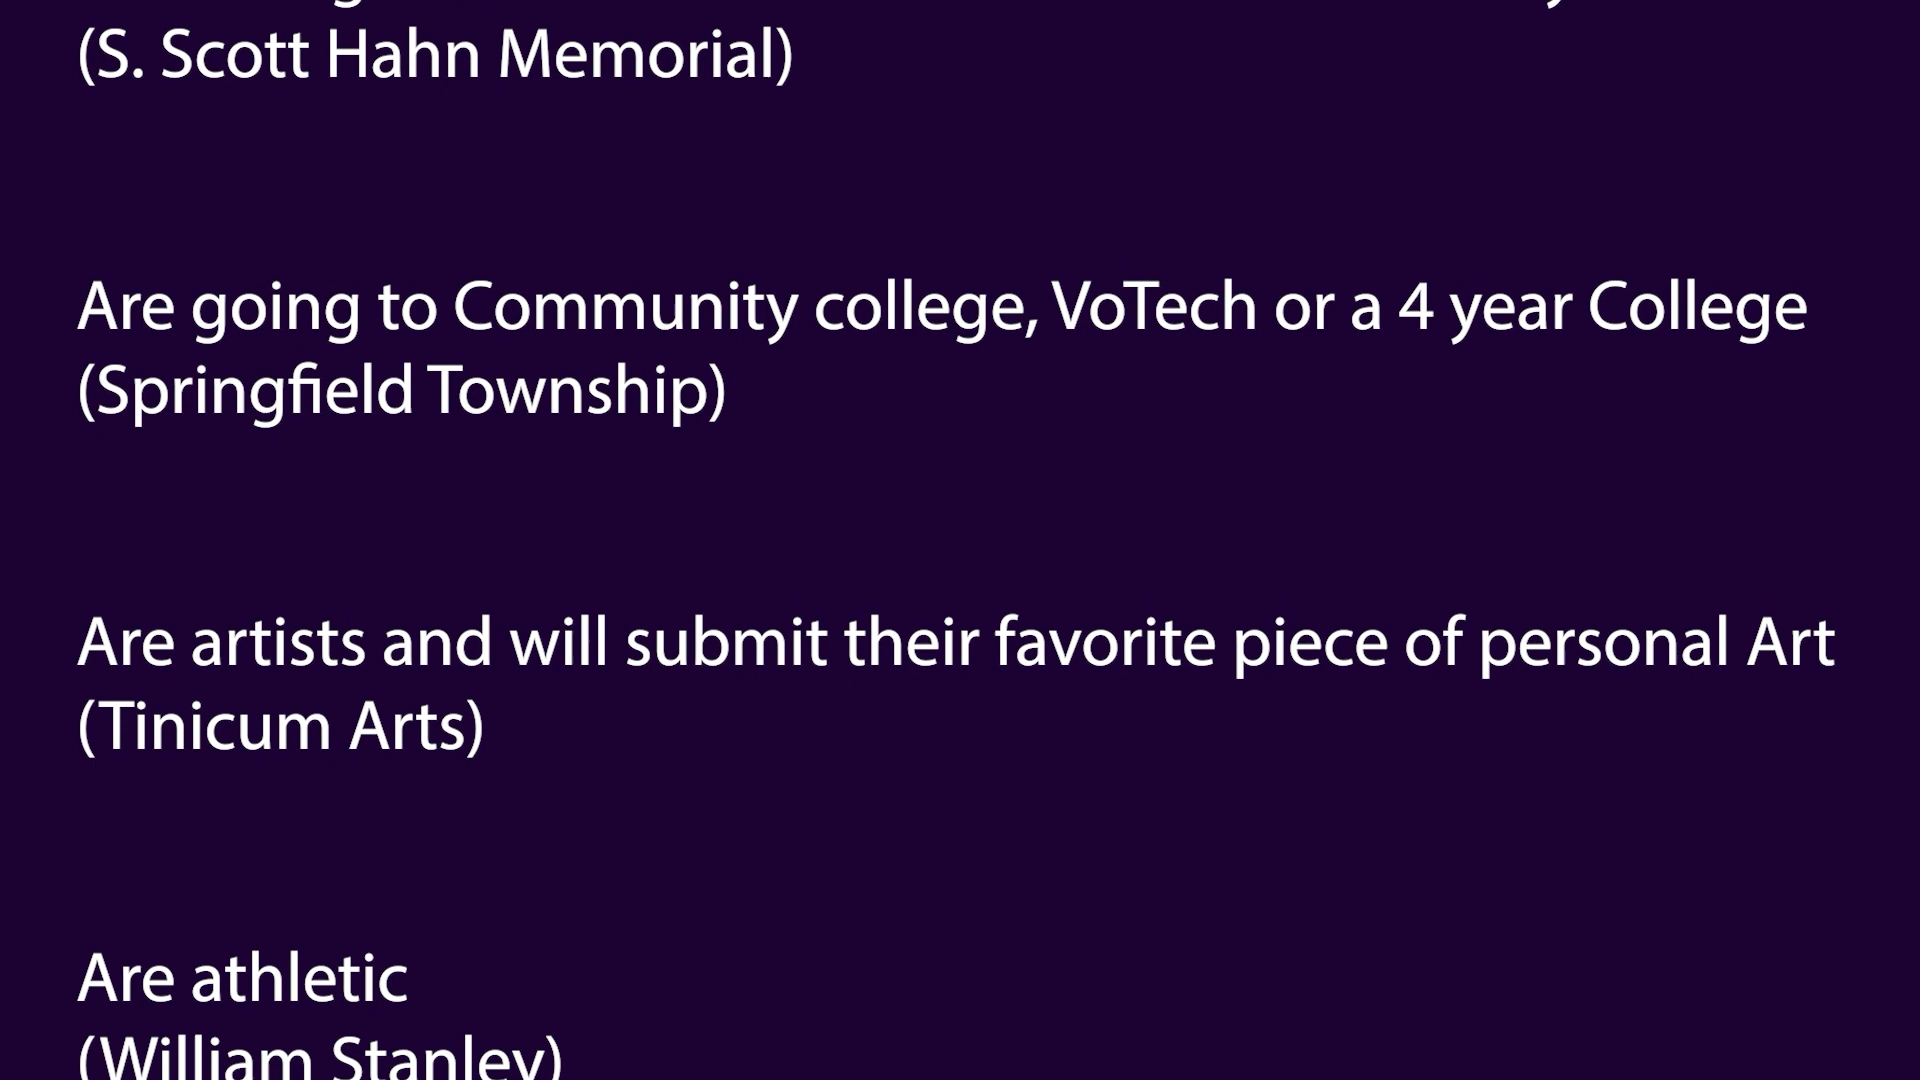 (S. Scott Hahn Memorial)
Are going to Community college, VoTech or a 4 year College
(Springfield Township)
Are artists and will submit their favorite piece of personal Art
(Tinicum Arts)
Are athletic
(William Stanley)